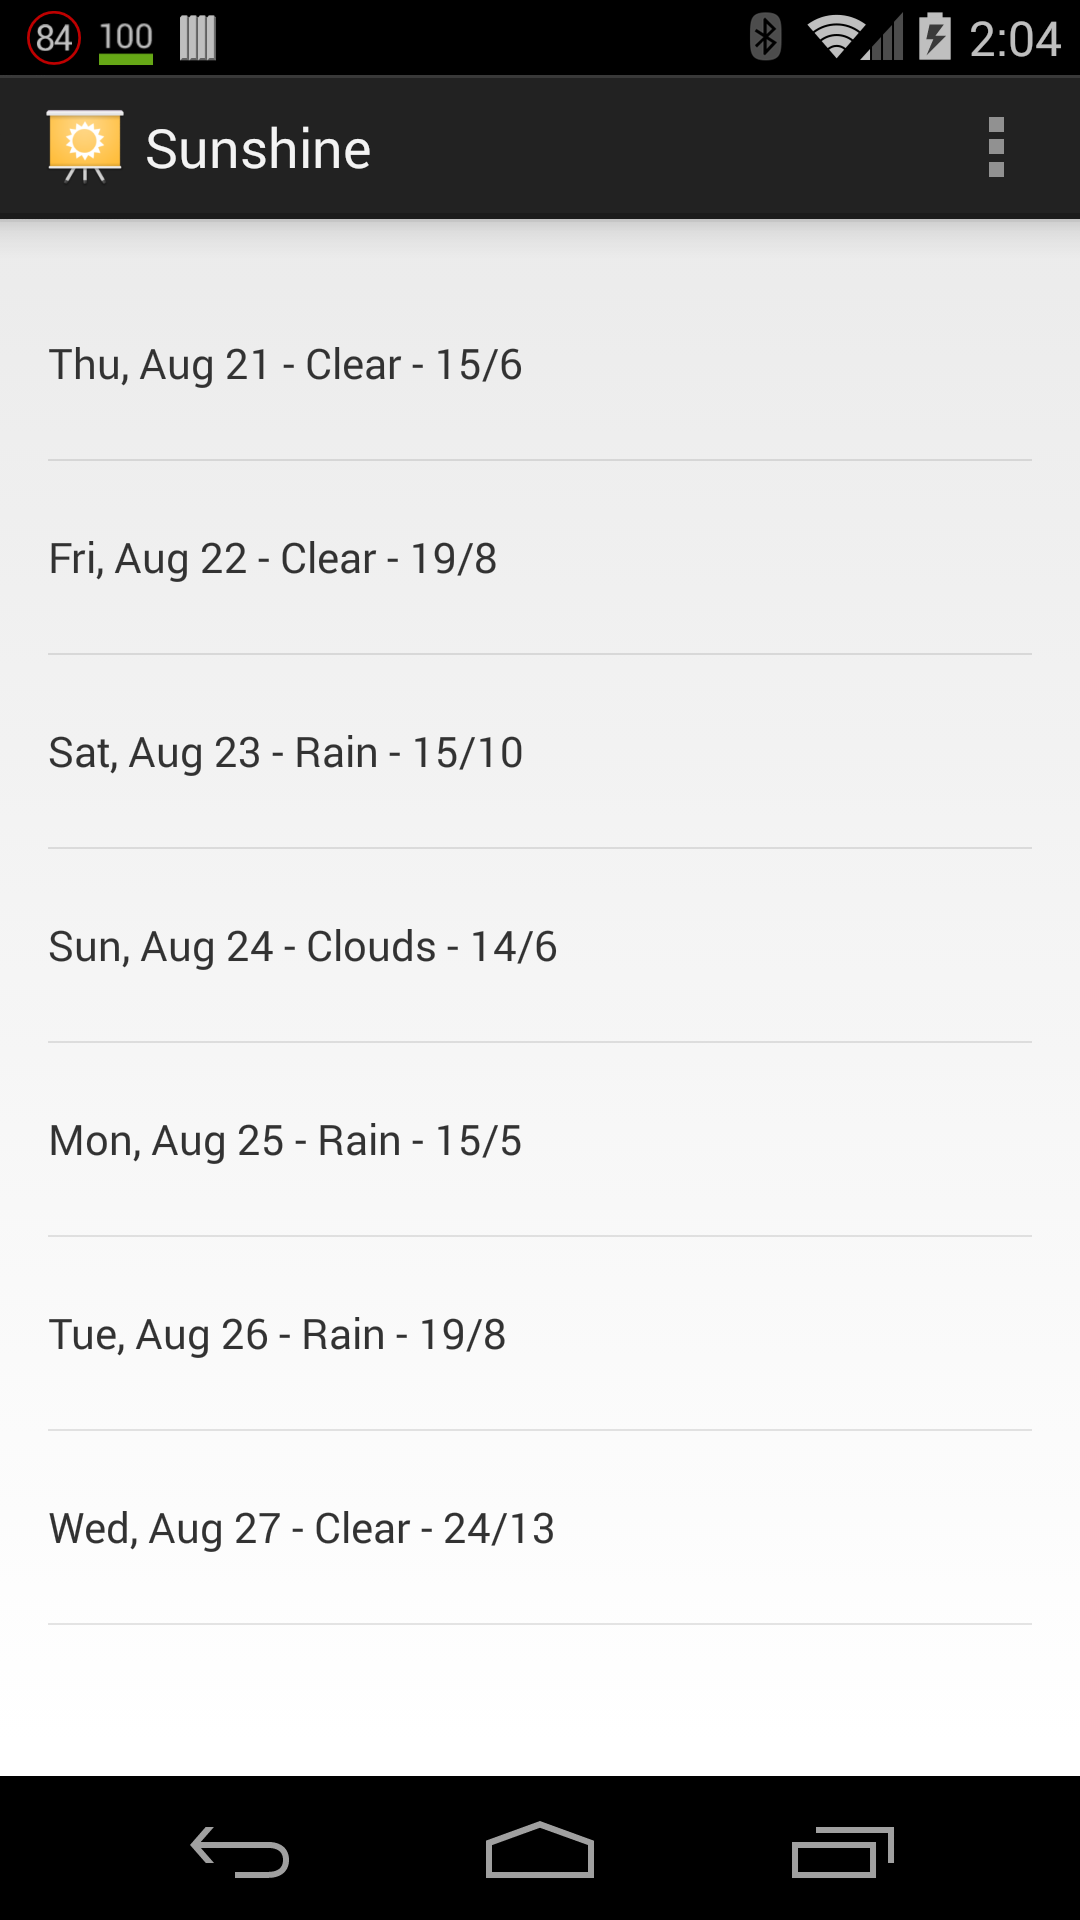 84 100 2:04
Sunshine
Thu, Aug 21 - Clear - 15/6
Fri, Aug 22 - Clear - 19/8
Sat, Aug 23 - Rain - 15/10
Sun, Aug 24 - Clouds - 14/6
Mon, Aug 25 - Rain - 15/5
Tue, Aug 26 - Rain - 19/8
Wed, Aug 27 - Clear - 24/13